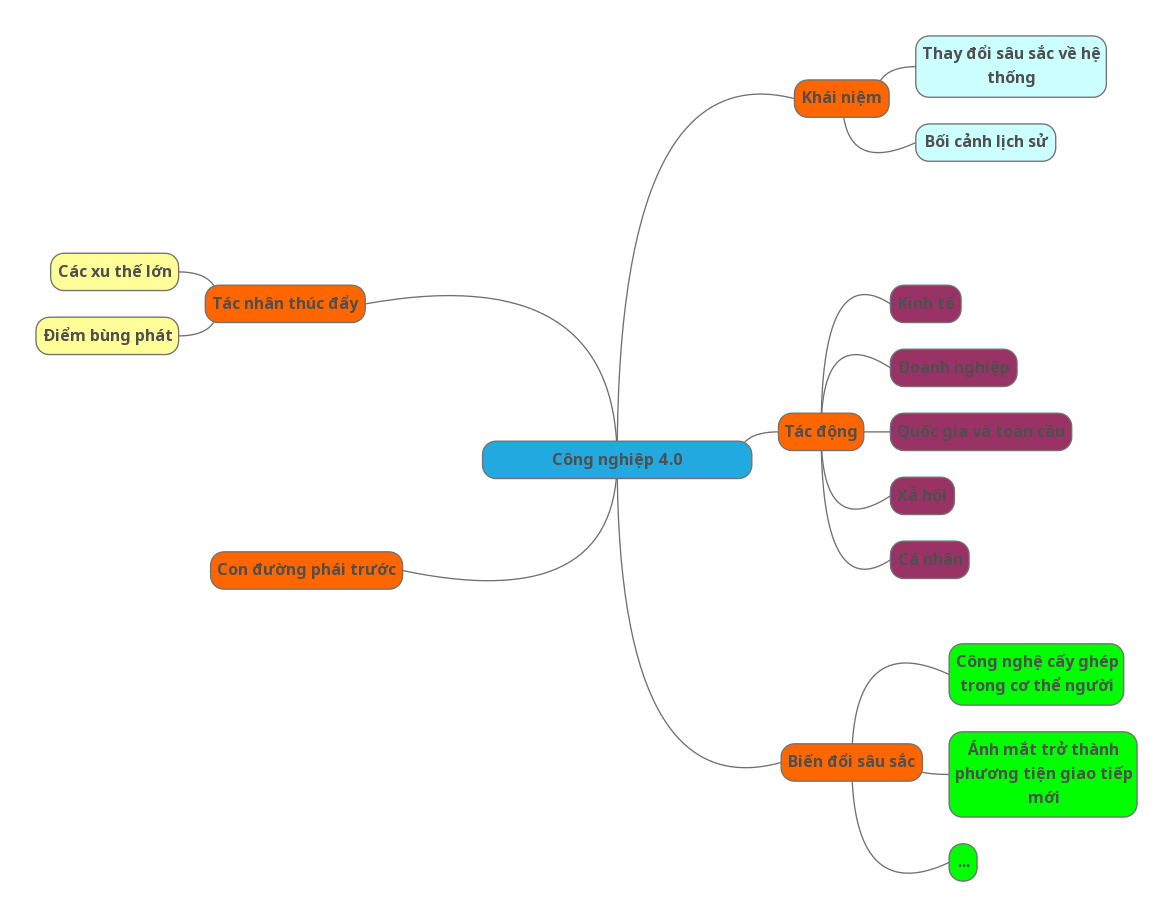 Thay đổi sâu sắc về hệ
thống
Khái niệm
Bối cảnh lịch sử
Các xu thế lớn
Tác nhân thúc đẩy
Điểm bùng phát
Kinh tế
Doanh nghiệp
Tác động
Quốc gia và toàn cầu
Công nghiệp 4.0
Xã hội
Cá nhân
Con đường phái trước
Công nghệ cấy ghép
trong cơ thể người
Biến đổi sâu sắc
Ánh mắt trở thành
phương tiện giao tiếp
mới
...